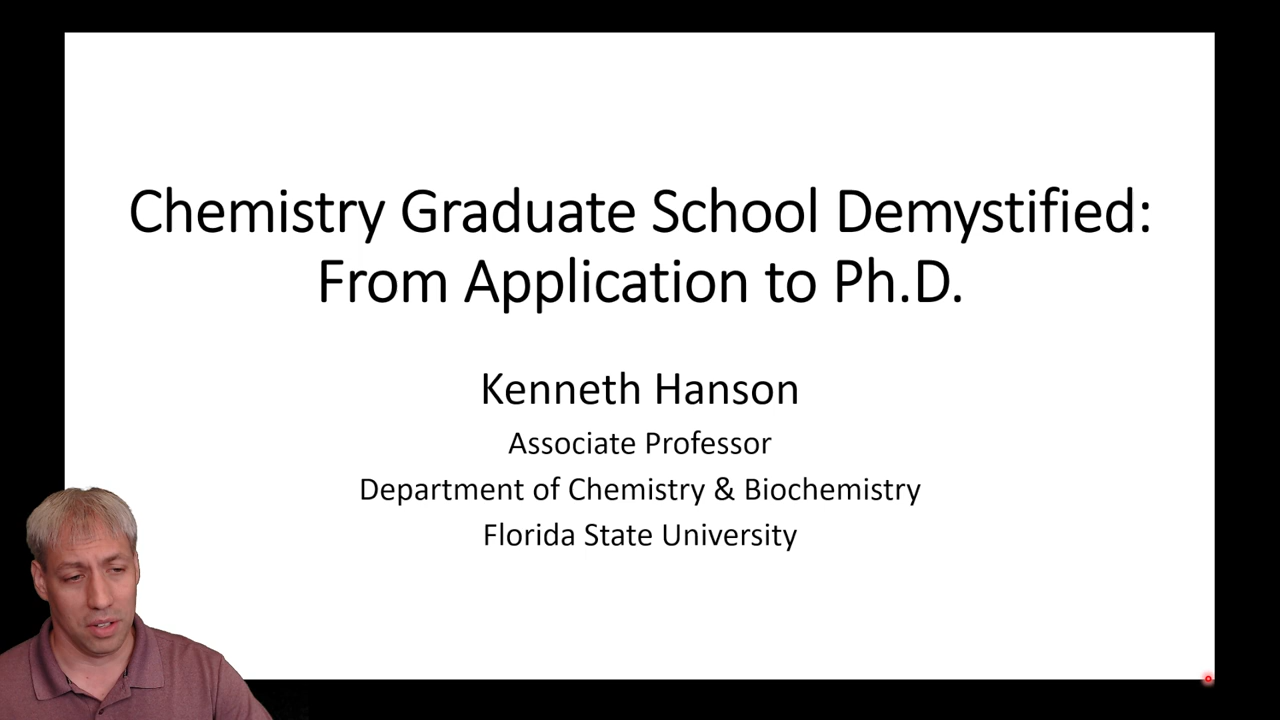 Chemistry Graduate School Demystified:
From Application to Ph.D.
Kenneth Hanson
Associate Professor
Department of Chemistry & Biochemistry
Florida State University